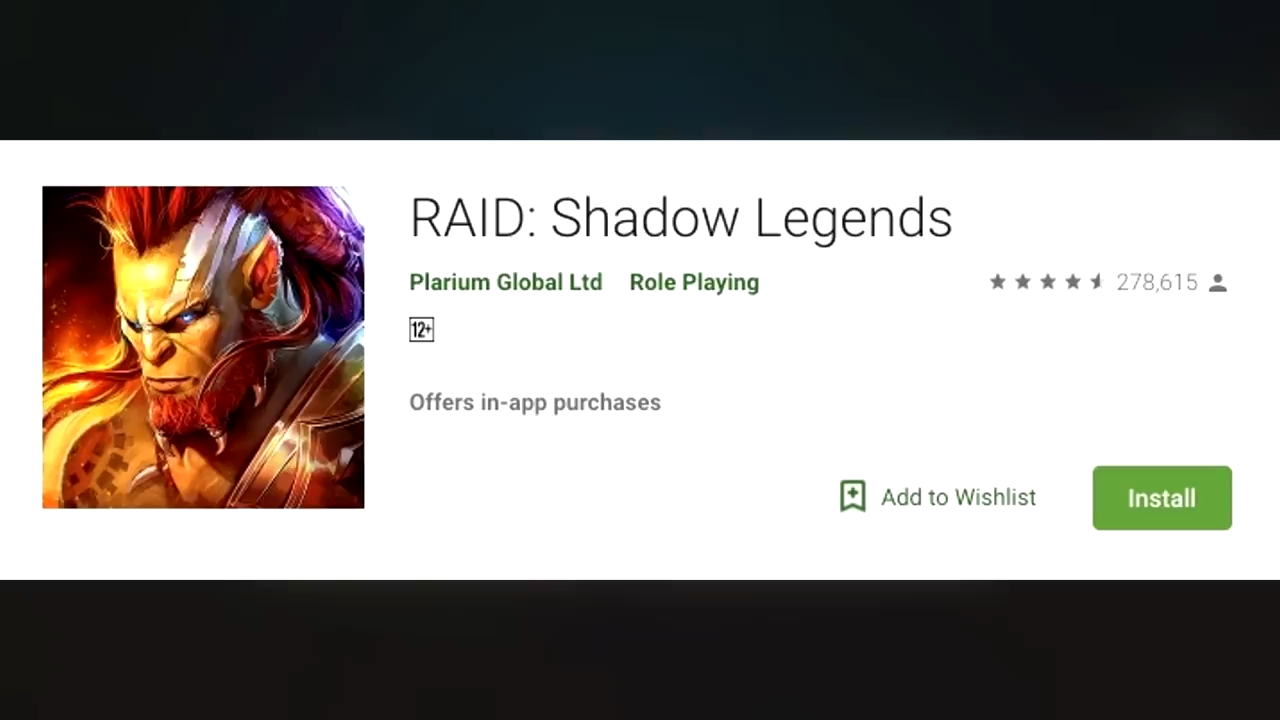 RAID: Shadow Legends
Plarium Global Ltd Role Playing 278,615
12+
Offers in-app purchases
Add to Wishlist Install